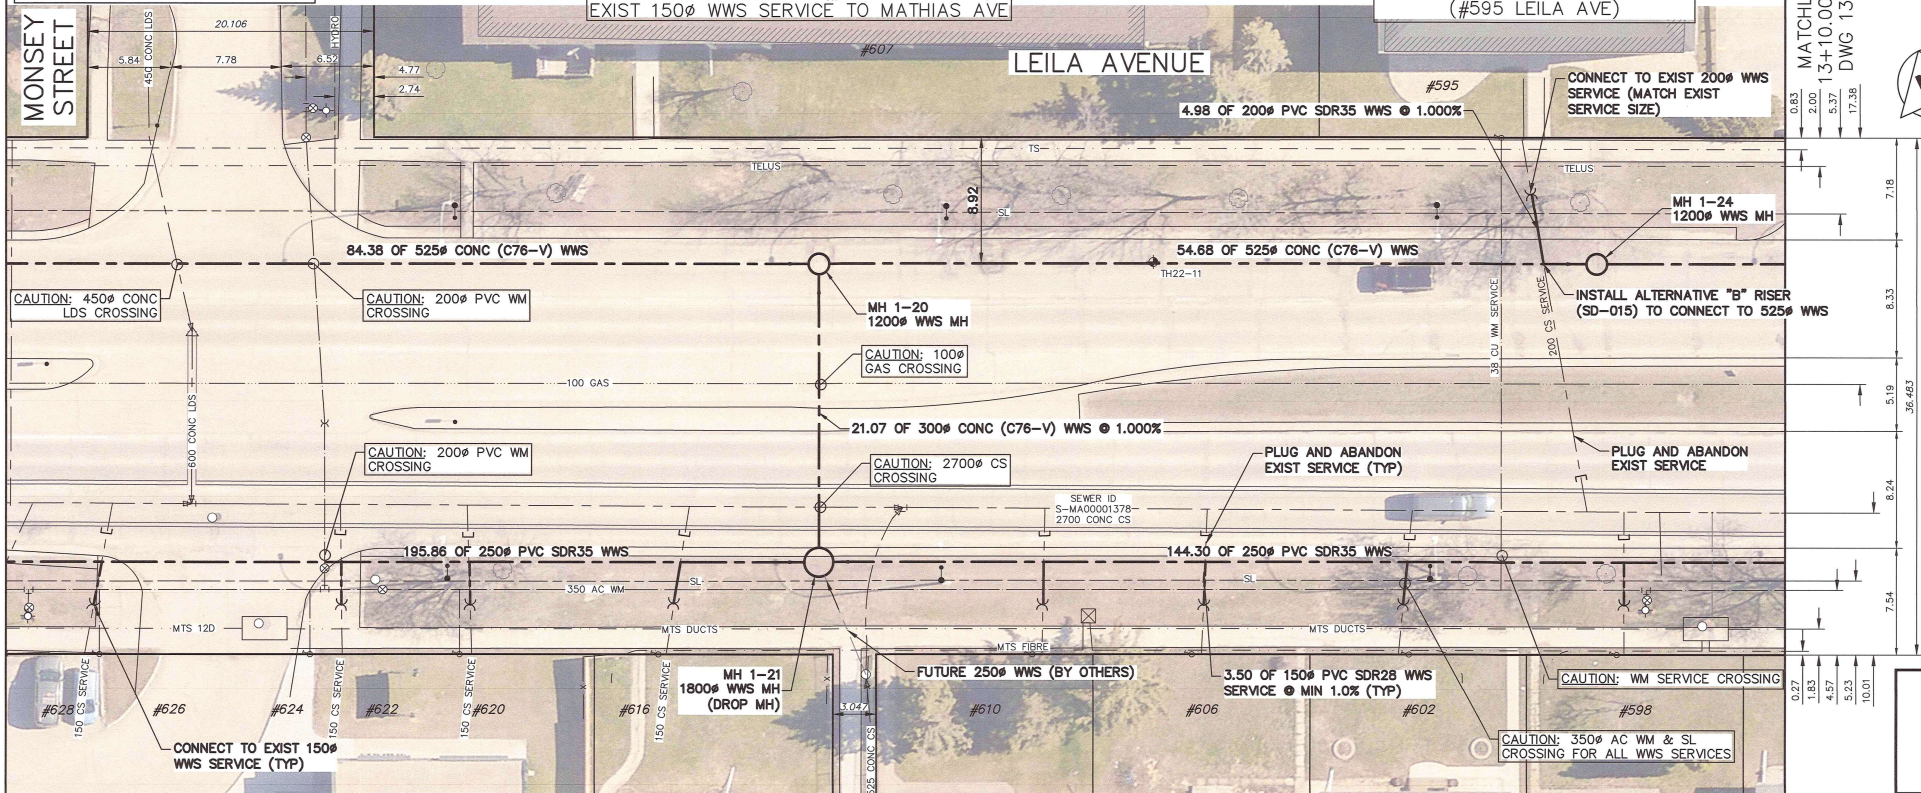 EXIST 150ø WWS SERVICE TO MATHIAS AVE
(#595 LEILA AVE)
MONSEY
STREET
20.106
5.84
7.78
6.52
4.77
2.74
450 CONC LDS
HYDRO
#607
LEILA AVENUE
#595
4.98 OF 200ø PVC SDR35 WWS @ 1.000%
CONNECT TO EXIST 200ø WWS
SERVICE (MATCH EXIST
SERVICE SIZE)
13+10.00
DWG 13
0.83
2.00
5.37
17.38
TS
TELUS
TELUS
SL
8.92
7.18
MH 1-24
1200ø WWS MH
84.38 OF 525ø CONC (C76-V) WWS
54.68 OF 525ø CONC (C76-V) WWS
TH22-11
CAUTION: 450ø CONC
LDS CROSSING
CAUTION: 200ø PVC WM
CROSSING
MH 1-20
1200ø WWS MH
INSTALL ALTERNATIVE "B" RISER
(SD-015) TO CONNECT TO 525ø WWS
8.33
38 CU WM SERVICE
200 CS SERVICE
CAUTION: 100ø
GAS CROSSING
100 GAS
600 CONC LDS
5.19
36.483
21.07 OF 300ø CONC (C76-V) WWS @ 1.000%
CAUTION: 200ø PVC WM
CROSSING
CAUTION: 2700ø CS
CROSSING
PLUG AND ABANDON
EXIST SERVICE (TYP)
PLUG AND ABANDON
EXIST SERVICE
8.24
SEWER ID
S-MA00001378
2700 CONC CS
195.86 OF 250ø PVC SDR35 WWS
144.30 OF 250ø PVC SDR35 WWS
SL
SL
350 AC WM
7.54
MTS 12D
MTS DUCTS
MTS DUCTS
MTS FIBRE
150 CS SERVICE
150 CS SERVICE
150 CS SERVICE
150 CS SERVICE
MH 1-21
1800ø WWS MH
(DROP MH)
FUTURE 250ø WWS (BY OTHERS)
3.50 OF 150ø PVC SDR28 WWS
SERVICE @ MIN 1.0% (TYP)
CAUTION: WM SERVICE CROSSING
0.27
1.83
4.57
5.23
10.01
#628
#626
#624
#622
#620
#616
3.047
#610
#606
#602
#598
525 CONC CS
CONNECT TO EXIST 150ø
WWS SERVICE (TYP)
CAUTION: 350ø AC WM & SL
CROSSING FOR ALL WWS SERVICES